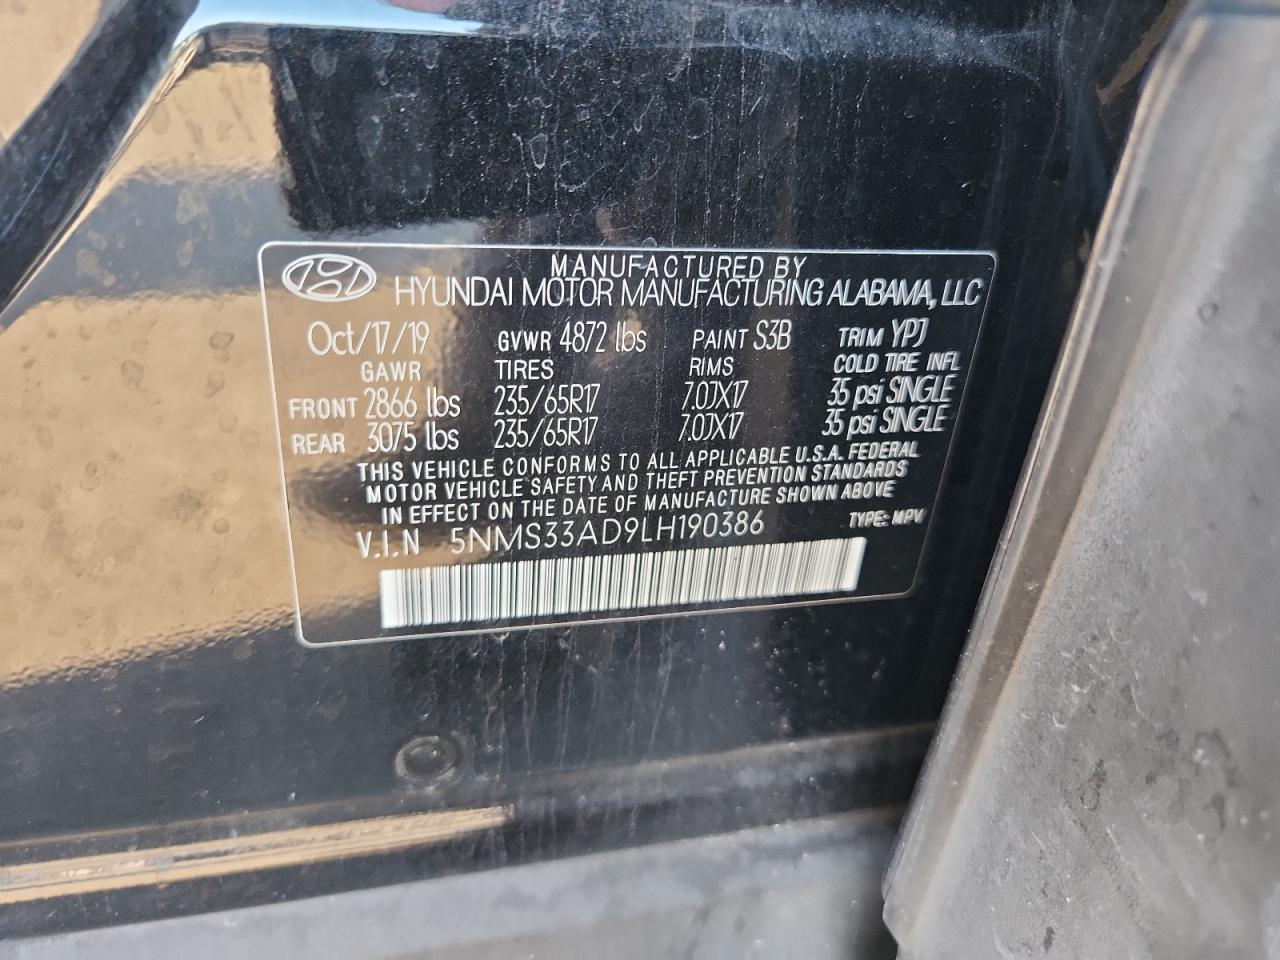 MANUFACTURED BY
HYUNDAI MOTOR MANUFACTURING ALABAMA, LLC
Oct/17/19 GVWR 4872 lbs PAINT S3B TRIM YPJ
GAWR TIRES RIMS COLD TIRE INFL
FRONT 2866 lbs 235/65R17 7.0JX17 35 psi SINGLE
REAR 3075 lbs 235/65R17 7.0JX17 35 psi SINGLE
THIS VEHICLE CONFORMS TO ALL APPLICABLE U.S.A. FEDERAL
MOTOR VEHICLE SAFETY AND THEFT PREVENTION STANDARDS
IN EFFECT ON THE DATE OF MANUFACTURE SHOWN ABOVE
V.I.N 5NMS33AD9LH190386 TYPE: MPV